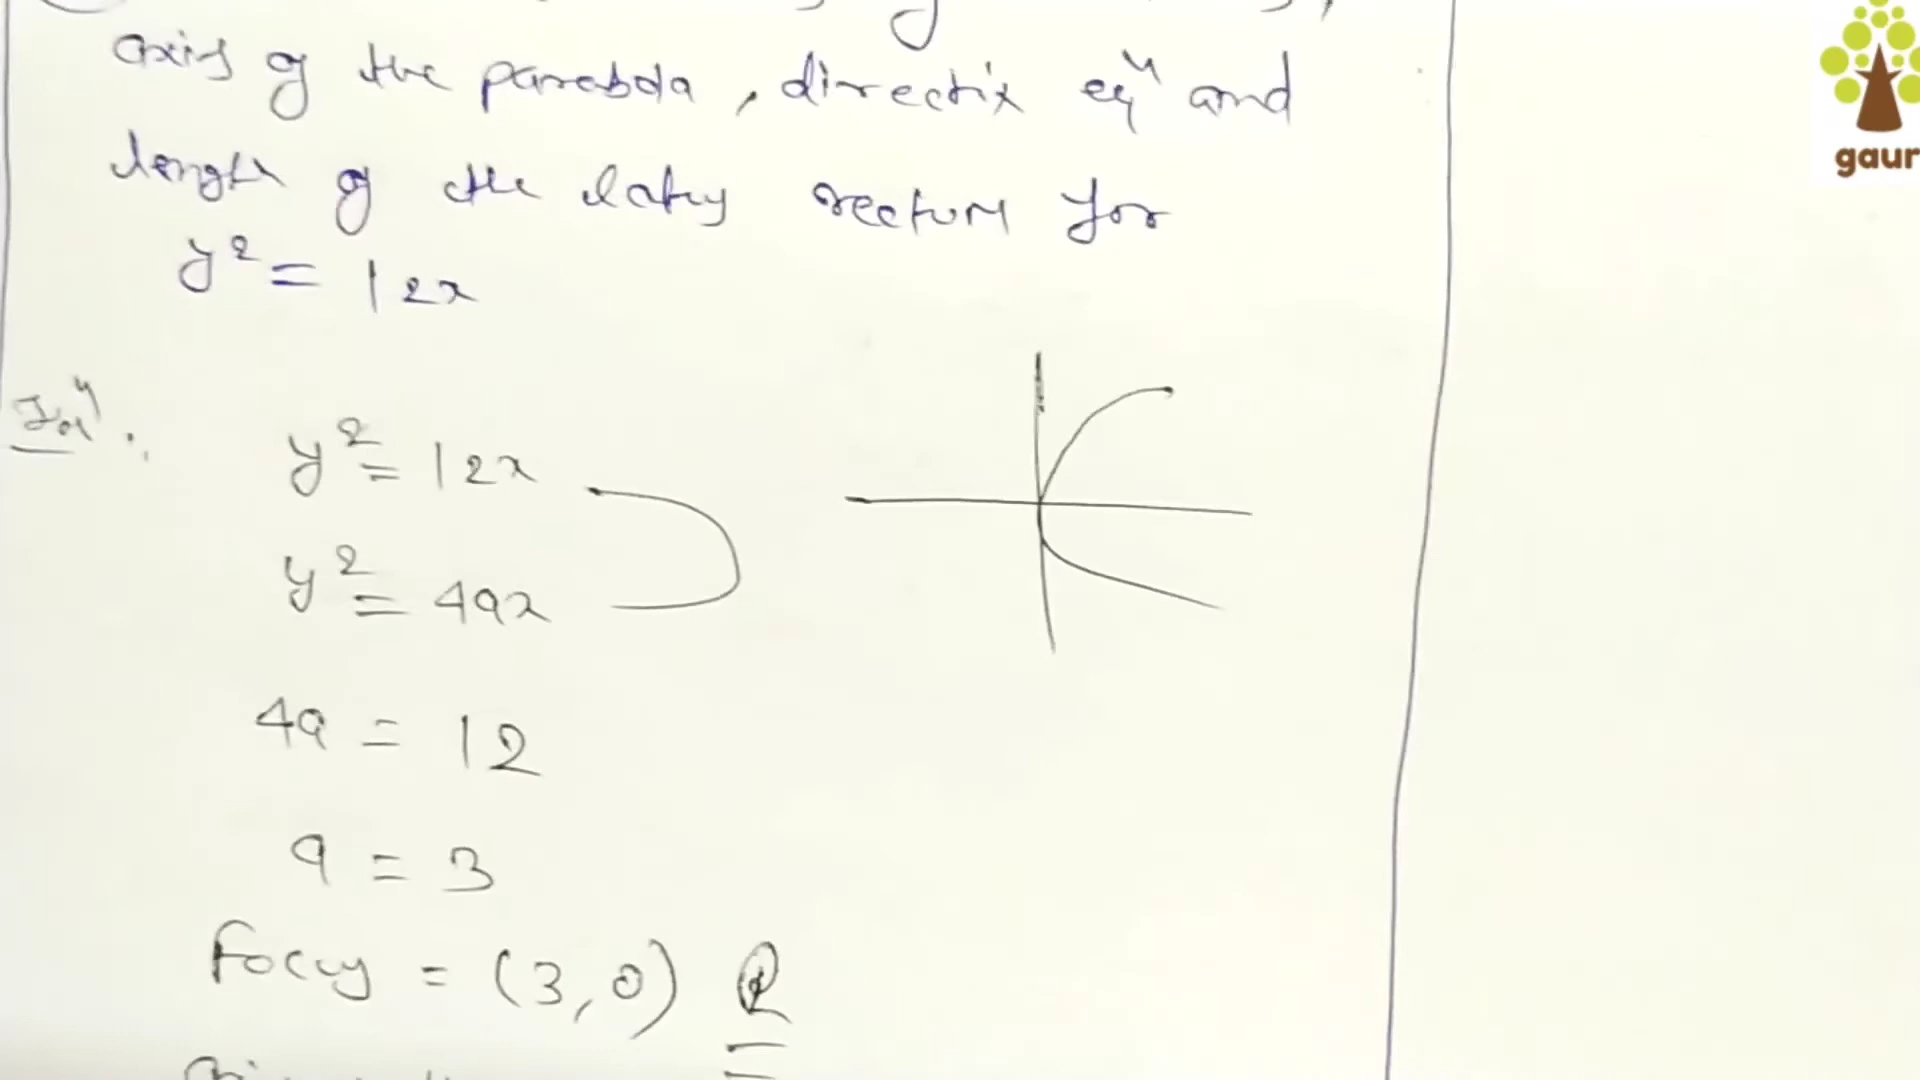 axis of the parabola, directrix eqn and
length of the latus rectum for
y² = 12x
Soln.
y² = 12x
y² = 4ax
4a = 12
a = 3
focus = (3, 0)
gaur